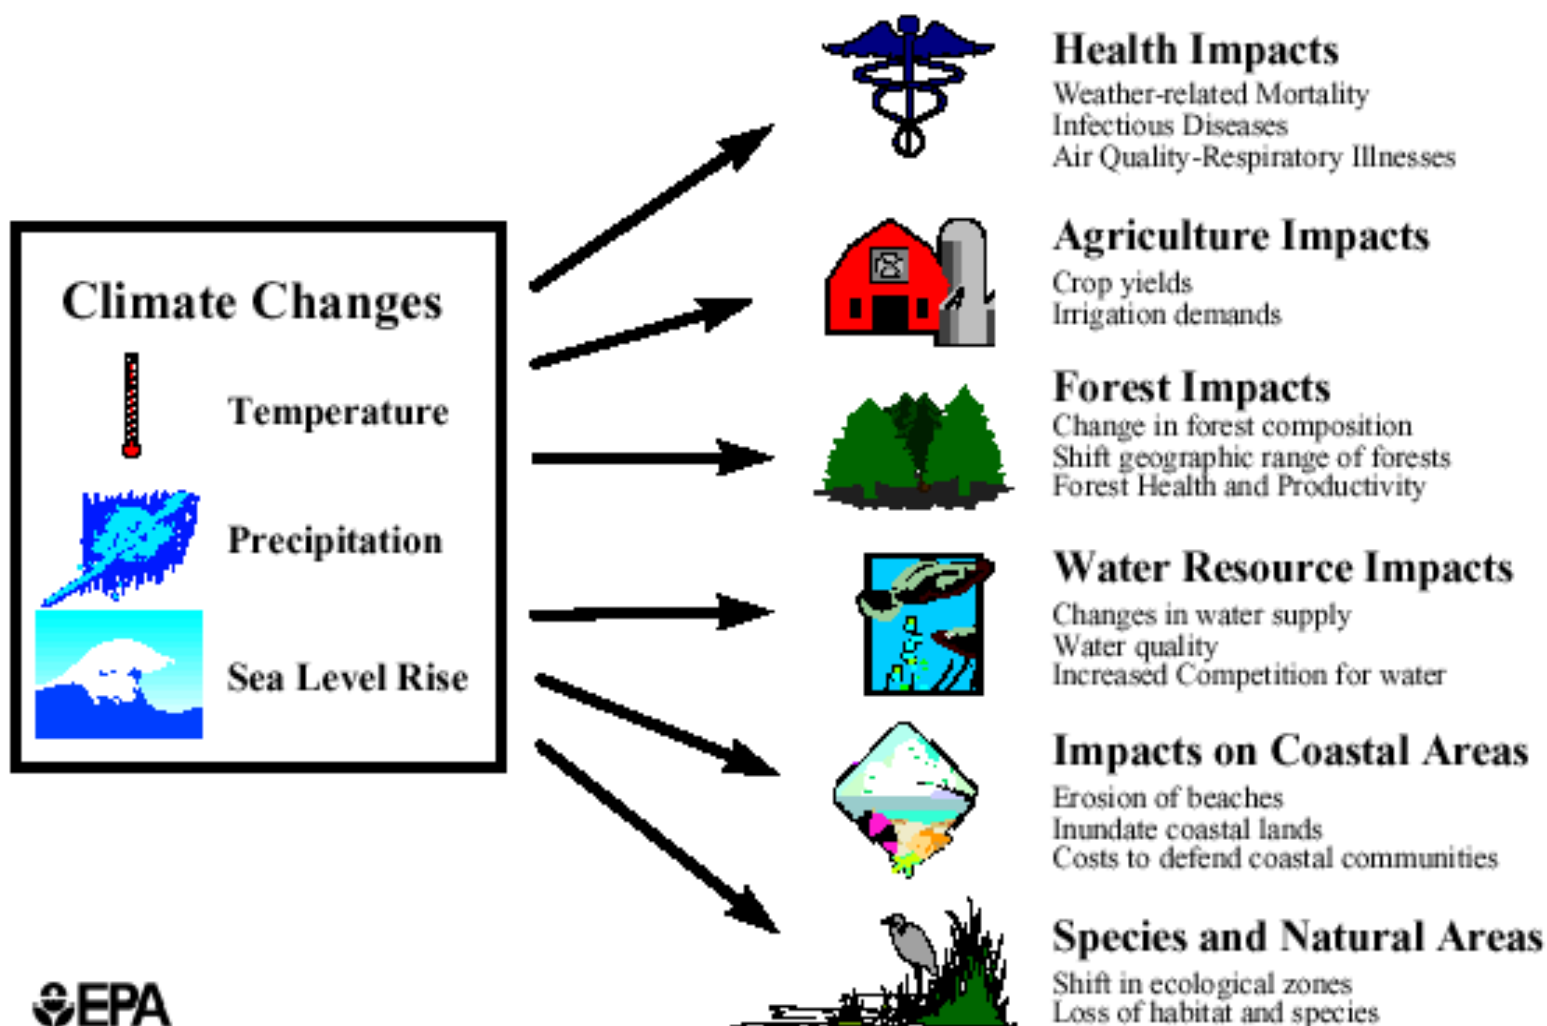 Climate Changes
Temperature
Precipitation
Sea Level Rise
Health Impacts
Weather-related Mortality
Infectious Diseases
Air Quality-Respiratory Illnesses
Agriculture Impacts
Crop yields
Irrigation demands
Forest Impacts
Change in forest composition
Shift geographic range of forests
Forest Health and Productivity
Water Resource Impacts
Changes in water supply
Water quality
Increased Competition for water
Impacts on Coastal Areas
Erosion of beaches
Inundate coastal lands
Costs to defend coastal communities
Species and Natural Areas
Shift in ecological zones
Loss of habitat and species
EPA